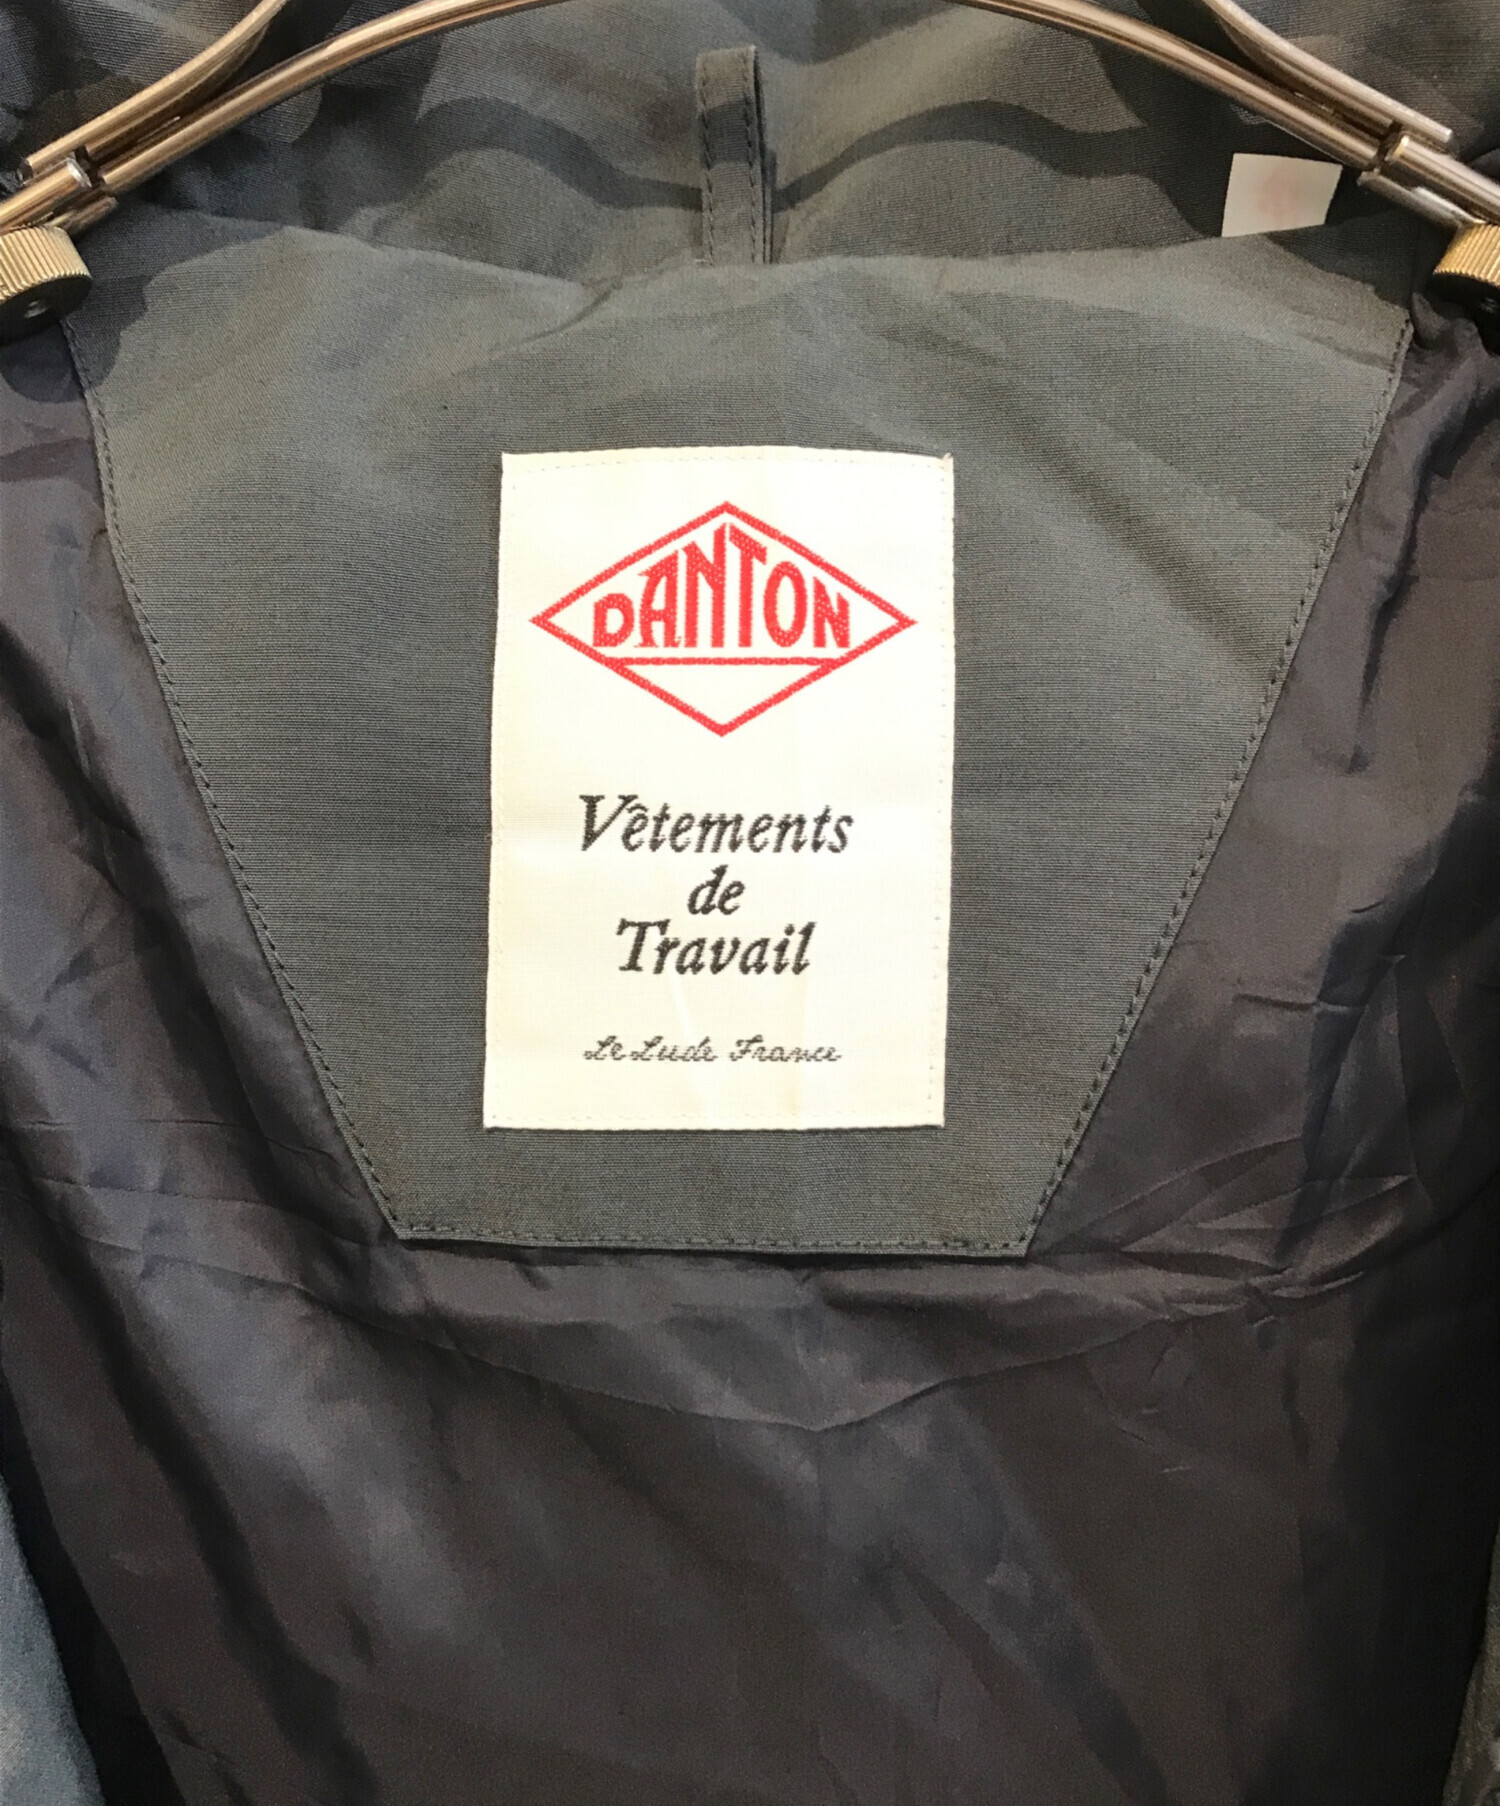 DANTON
Vêtements
de
Travail
Le Lude France